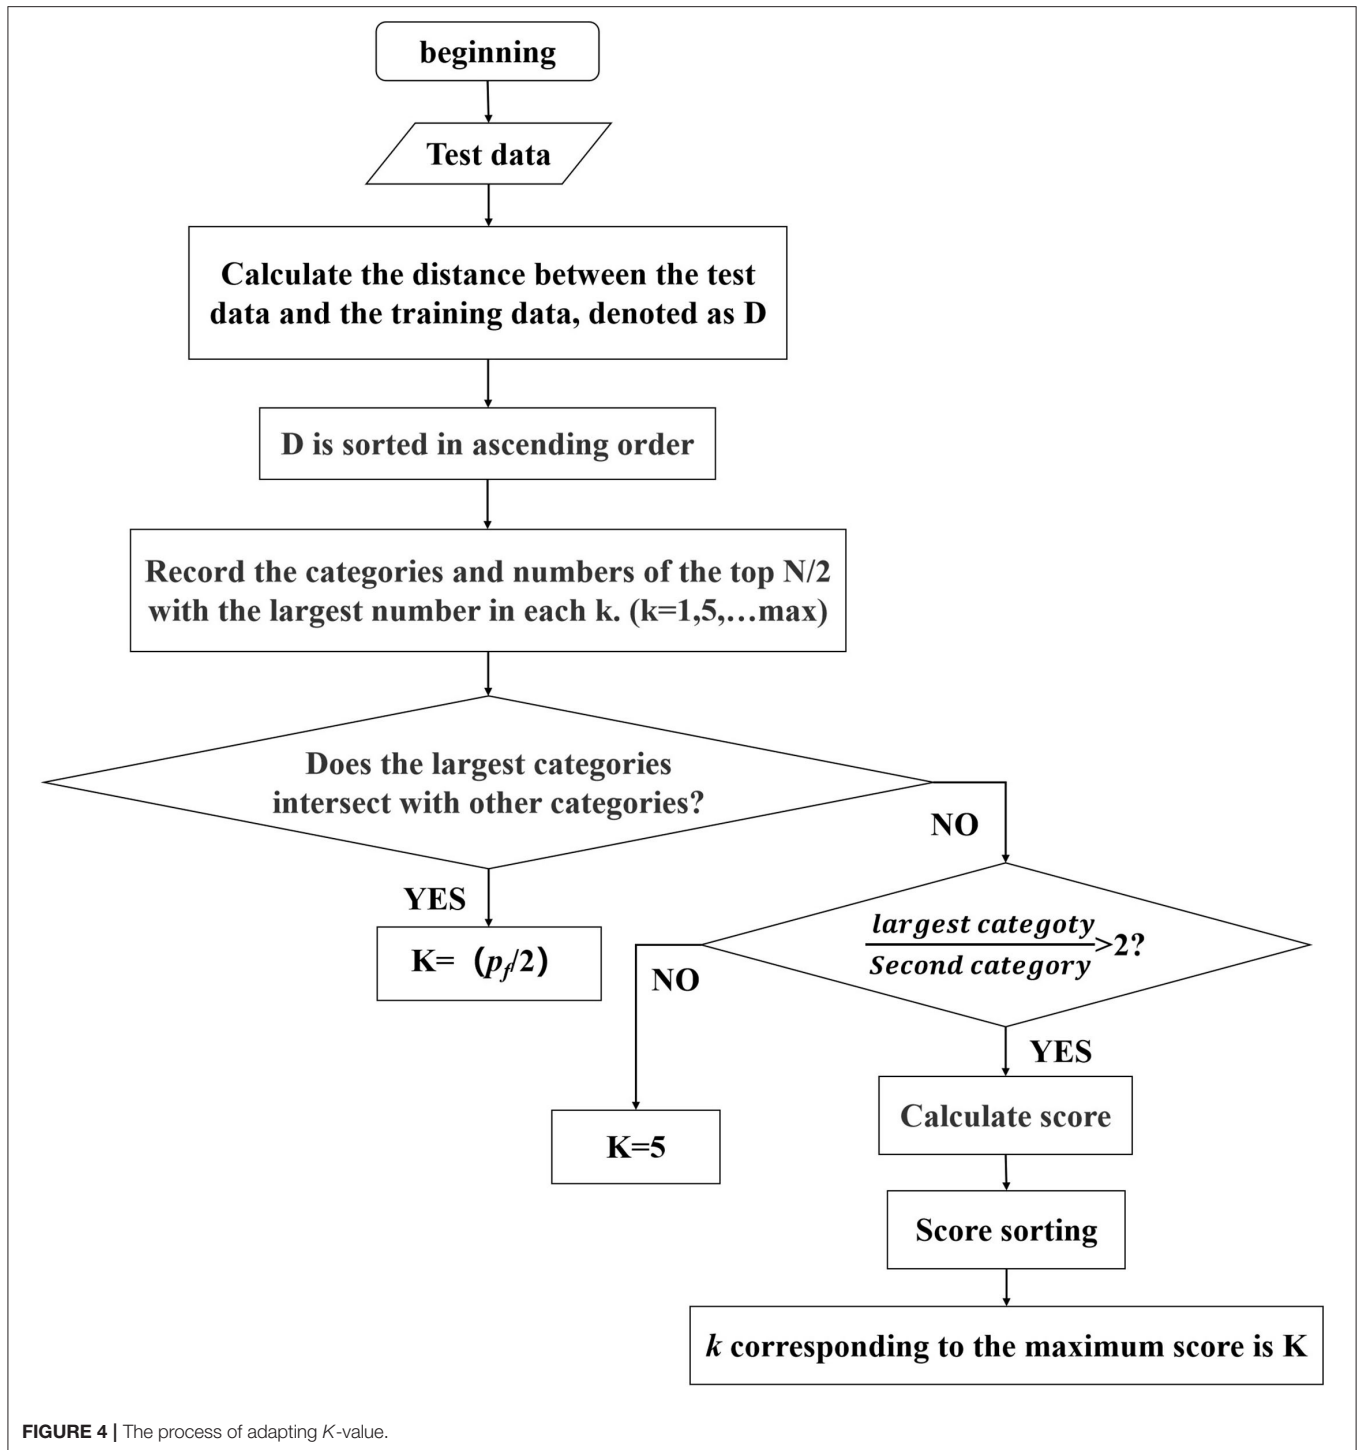 beginning
Test data
Calculate the distance between the test
data and the training data, denoted as D
D is sorted in ascending order
Record the categories and numbers of the top N/2
with the largest number in each k. (k=1,5,…max)
Does the largest categories
intersect with other categories?
NO
YES
K= (p_f/2)
largest categoty
Second category
>2?
NO
YES
K=5
Calculate score
Score sorting
k corresponding to the maximum score is K
FIGURE 4 | The process of adapting K-value.